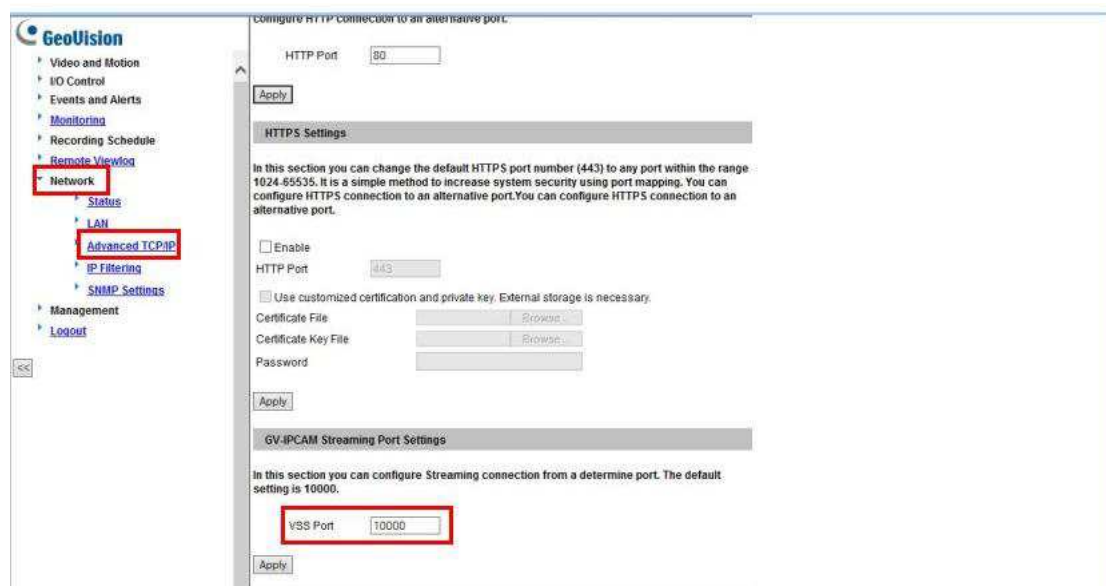 GeoVision
Video and Motion
I/O Control
Events and Alerts
Monitoring
Recording Schedule
Remote Viewlog
Network
Status
LAN
Advanced TCP/IP
IP Filtering
SNMP Settings
Management
Logout
<<
configure HTTP connection to an alternative port.
HTTP Port 80
Apply
HTTPS Settings
In this section you can change the default HTTPS port number (443) to any port within the range
1024-65535. It is a simple method to increase system security using port mapping. You can
configure HTTPS connection to an alternative port.You can configure HTTPS connection to an
alternative port.
Enable
HTTP Port 443
Use customized certification and private key. External storage is necessary.
Certificate File Browse...
Certificate Key File Browse...
Password
Apply
GV-IPCAM Streaming Port Settings
In this section you can configure Streaming connection from a determine port. The default
setting is 10000.
VSS Port 10000
Apply